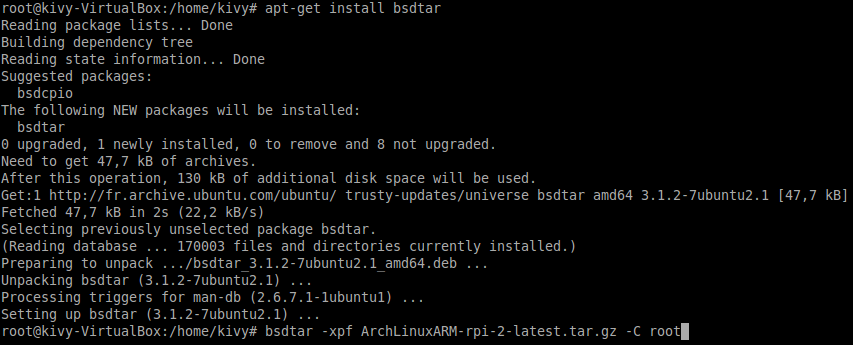 root@kivy-VirtualBox:/home/kivy# apt-get install bsdtar
Reading package lists... Done
Building dependency tree
Reading state information... Done
Suggested packages:
  bsdcpio
The following NEW packages will be installed:
  bsdtar
0 upgraded, 1 newly installed, 0 to remove and 8 not upgraded.
Need to get 47,7 kB of archives.
After this operation, 130 kB of additional disk space will be used.
Get:1 http://fr.archive.ubuntu.com/ubuntu/ trusty-updates/universe bsdtar amd64 3.1.2-7ubuntu2.1 [47,7 kB]
Fetched 47,7 kB in 2s (22,2 kB/s)
Selecting previously unselected package bsdtar.
(Reading database ... 170003 files and directories currently installed.)
Preparing to unpack .../bsdtar_3.1.2-7ubuntu2.1_amd64.deb ...
Unpacking bsdtar (3.1.2-7ubuntu2.1) ...
Processing triggers for man-db (2.6.7.1-1ubuntu1) ...
Setting up bsdtar (3.1.2-7ubuntu2.1) ...
root@kivy-VirtualBox:/home/kivy# bsdtar -xpf ArchLinuxARM-rpi-2-latest.tar.gz -C root